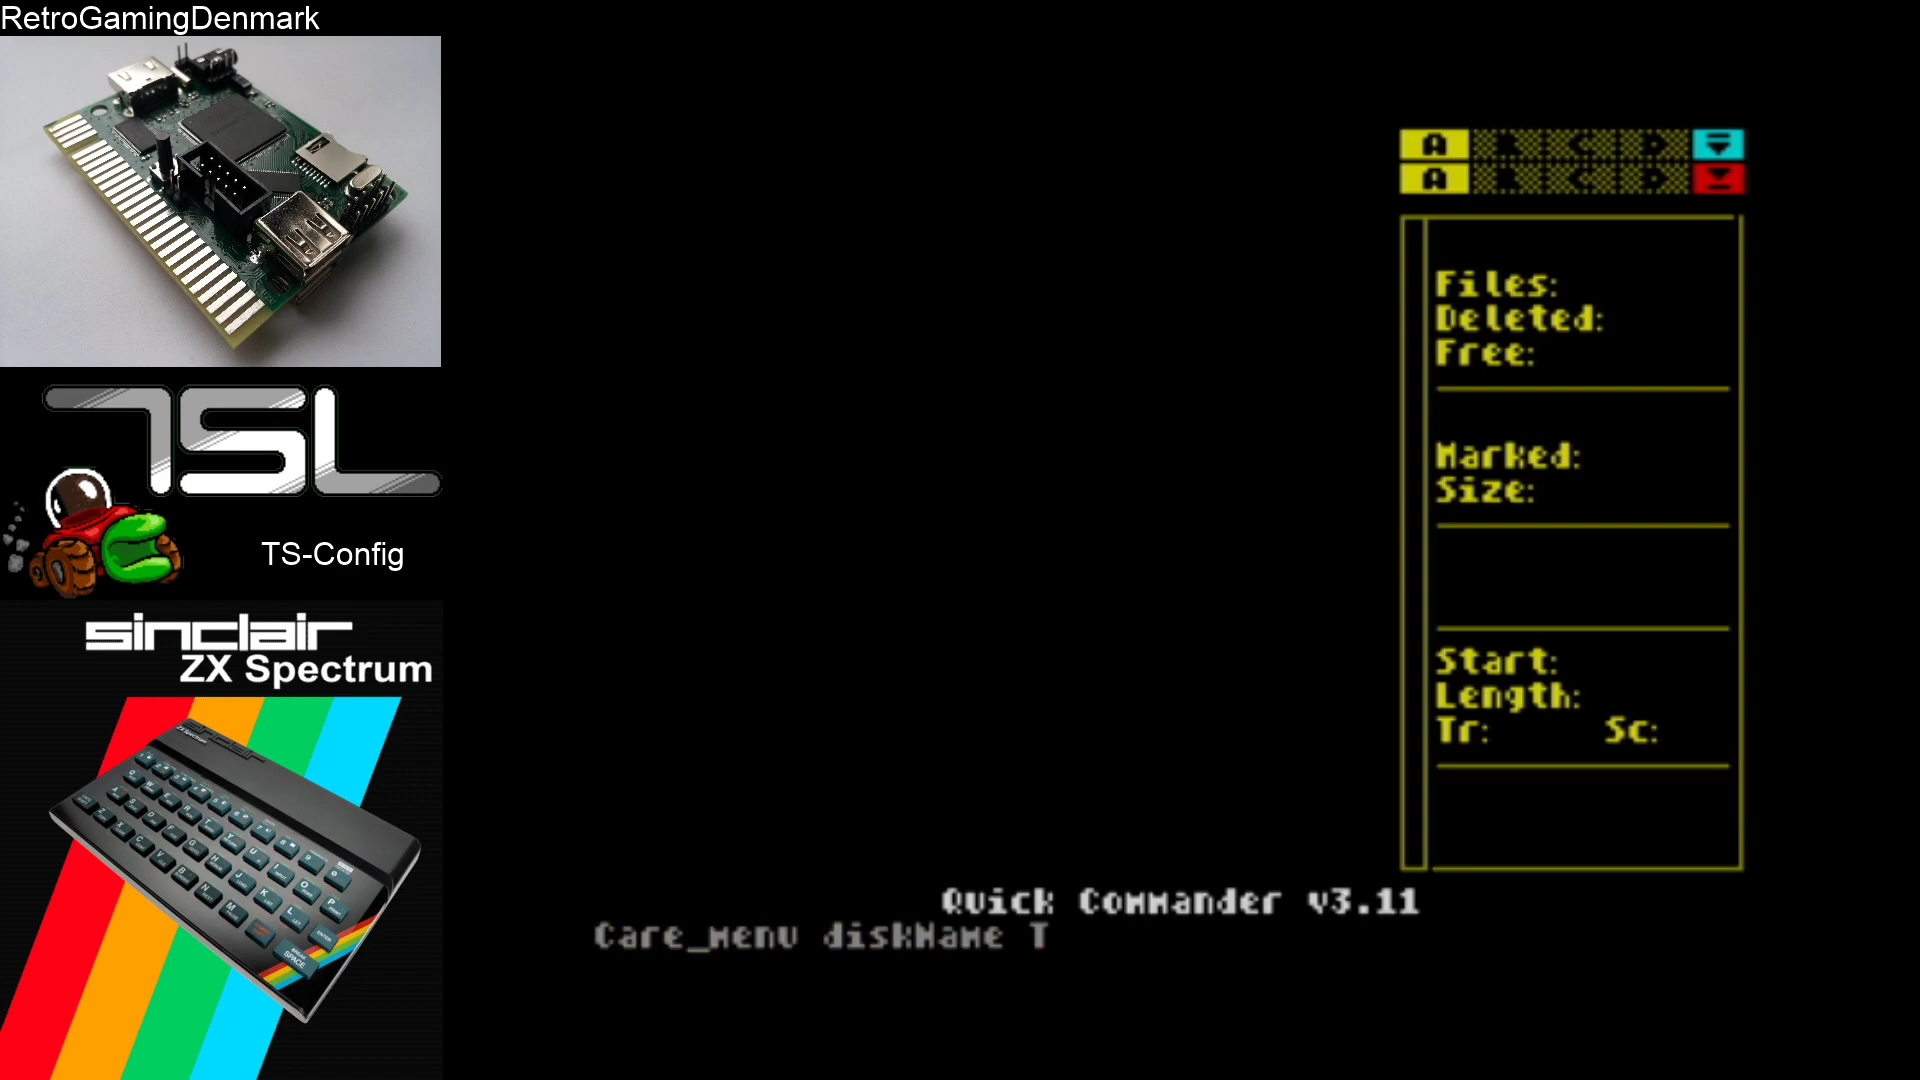 RetroGamingDenmark
TSL
TS-Config
sinclair
ZX Spectrum
A B C D
A B C D
Files:
Deleted:
Free:
Marked:
Size:
Start:
Length:
Tr: Sc:
Quick Commander v3.11
Care_menu diskName T